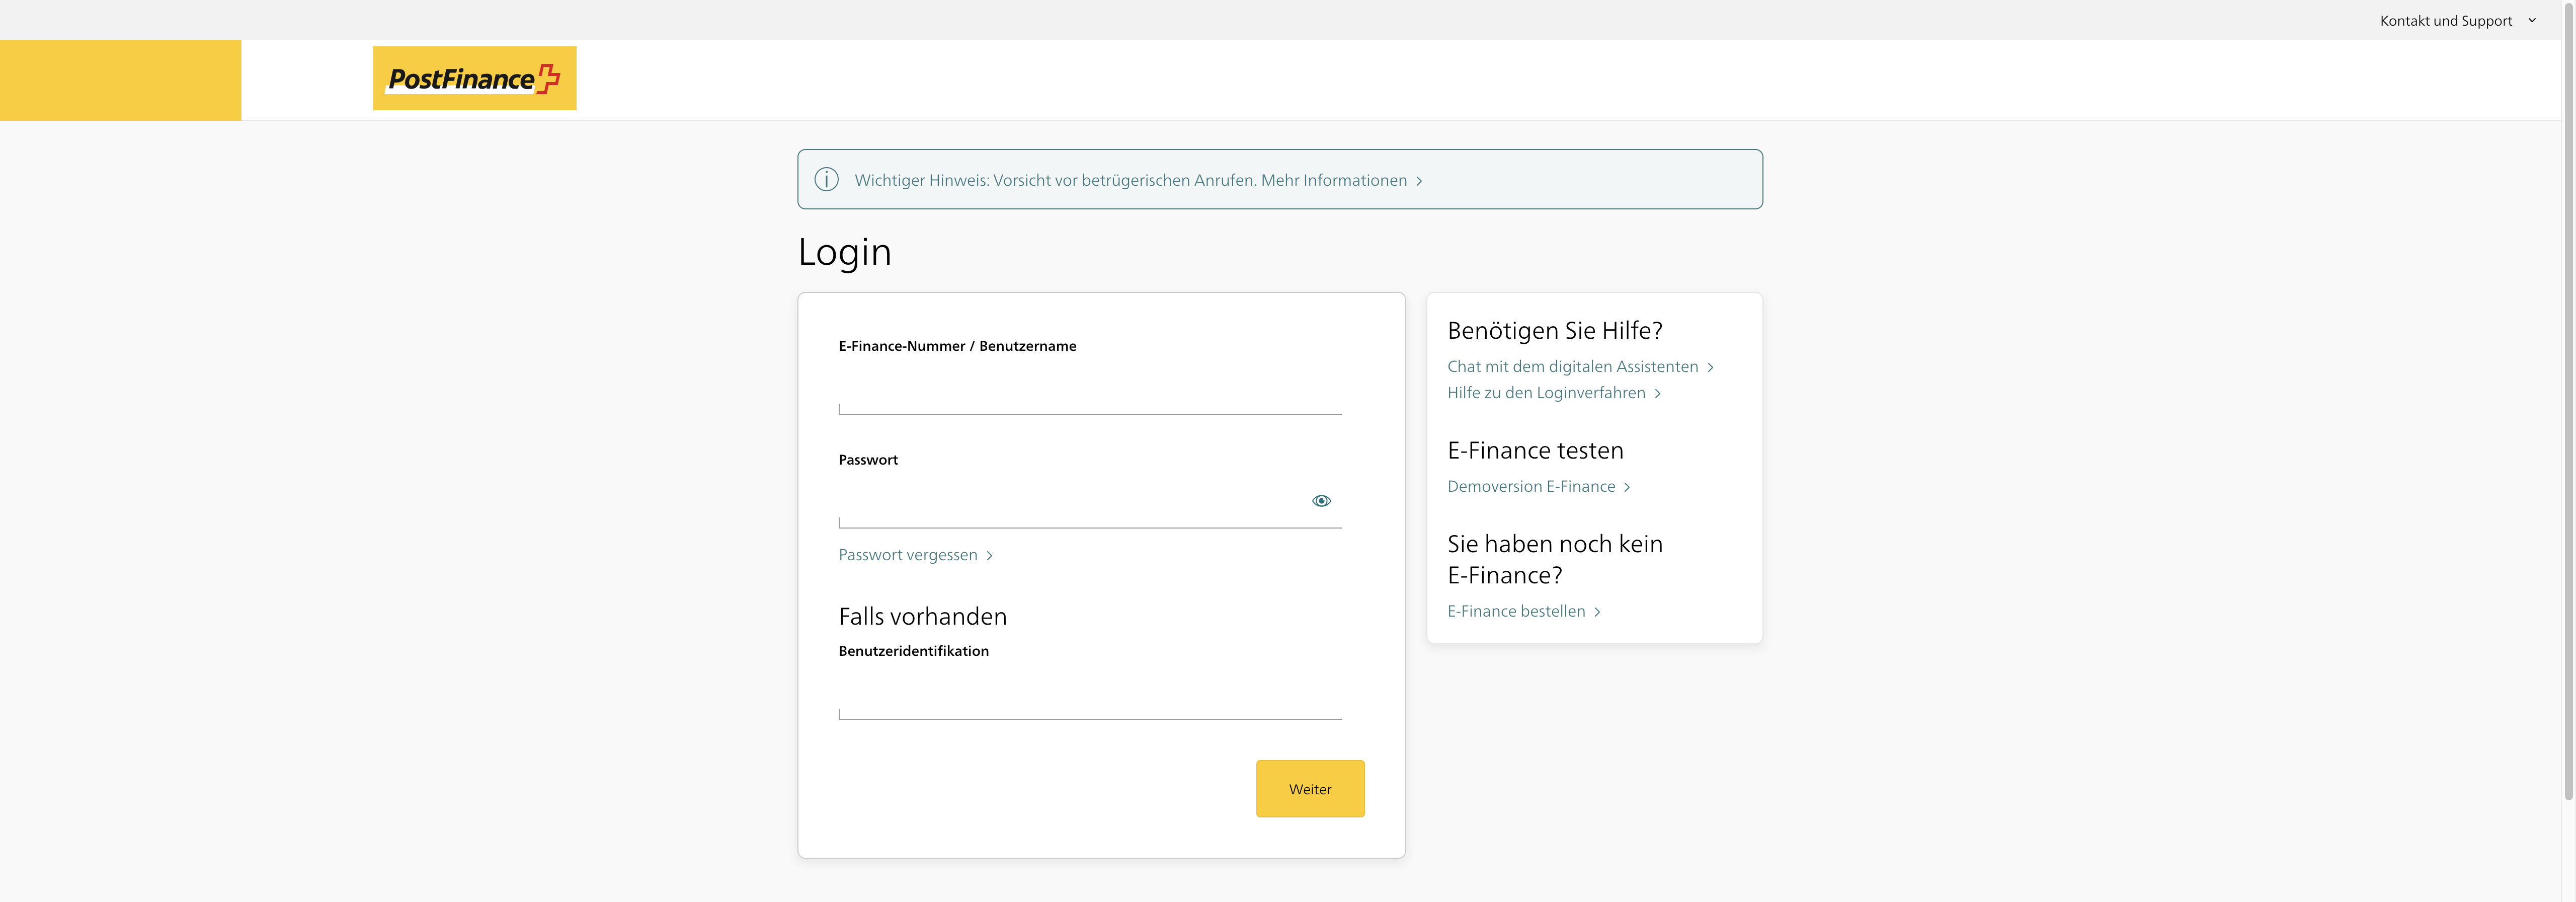 Kontakt und Support
PostFinance
Wichtiger Hinweis: Vorsicht vor betrügerischen Anrufen. Mehr Informationen
Login
E-Finance-Nummer / Benutzername
Passwort
Passwort vergessen
Falls vorhanden
Benutzeridentifikation
Weiter
Benötigen Sie Hilfe?
Chat mit dem digitalen Assistenten
Hilfe zu den Loginverfahren
E-Finance testen
Demoversion E-Finance
Sie haben noch kein
E-Finance?
E-Finance bestellen